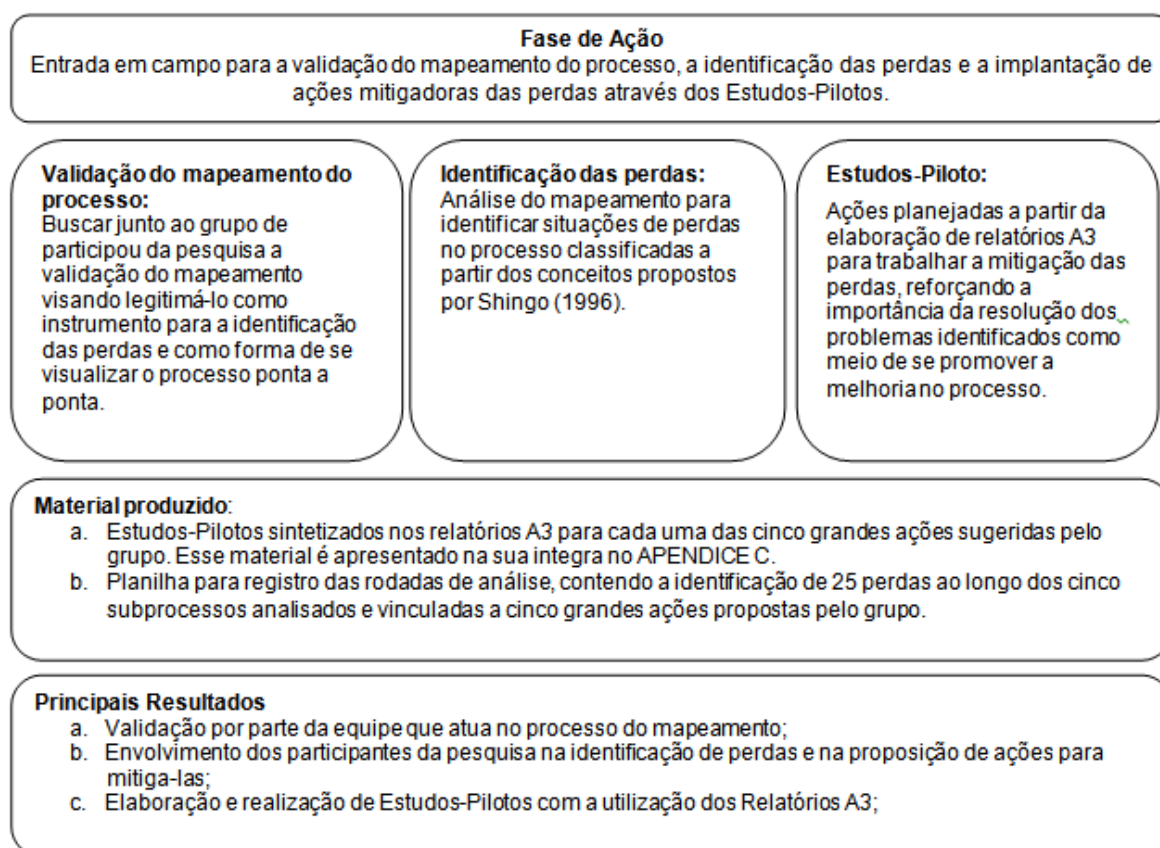 Fase de Ação
Entrada em campo para a validação do mapeamento do processo, a identificação das perdas e a implantação de
ações mitigadoras das perdas através dos Estudos-Pilotos.
Validação do mapeamento do
processo:
Buscar junto ao grupo de
participou da pesquisa a
validação do mapeamento
visando legitimá-lo como
instrumento para a identificação
das perdas e como forma de se
visualizar o processo ponta a
ponta.
Identificação das perdas:
Análise do mapeamento para
identificar situações de perdas
no processo classificadas a
partir dos conceitos propostos
por Shingo (1996).
Estudos-Piloto:
Ações planejadas a partir da
elaboração de relatórios A3
para trabalhar a mitigação das
perdas, reforçando a
importância da resolução dos
problemas identificados como
meio de se promover a
melhoria no processo.
Material produzido:
a. Estudos-Pilotos sintetizados nos relatórios A3 para cada uma das cinco grandes ações sugeridas pelo
grupo. Esse material é apresentado na sua integra no APENDICE C.
b. Planilha para registro das rodadas de análise, contendo a identificação de 25 perdas ao longo dos cinco
subprocessos analisados e vinculadas a cinco grandes ações propostas pelo grupo.
Principais Resultados
a. Validação por parte da equipe que atua no processo do mapeamento;
b. Envolvimento dos participantes da pesquisa na identificação de perdas e na proposição de ações para
mitiga-las;
c. Elaboração e realização de Estudos-Pilotos com a utilização dos Relatórios A3;